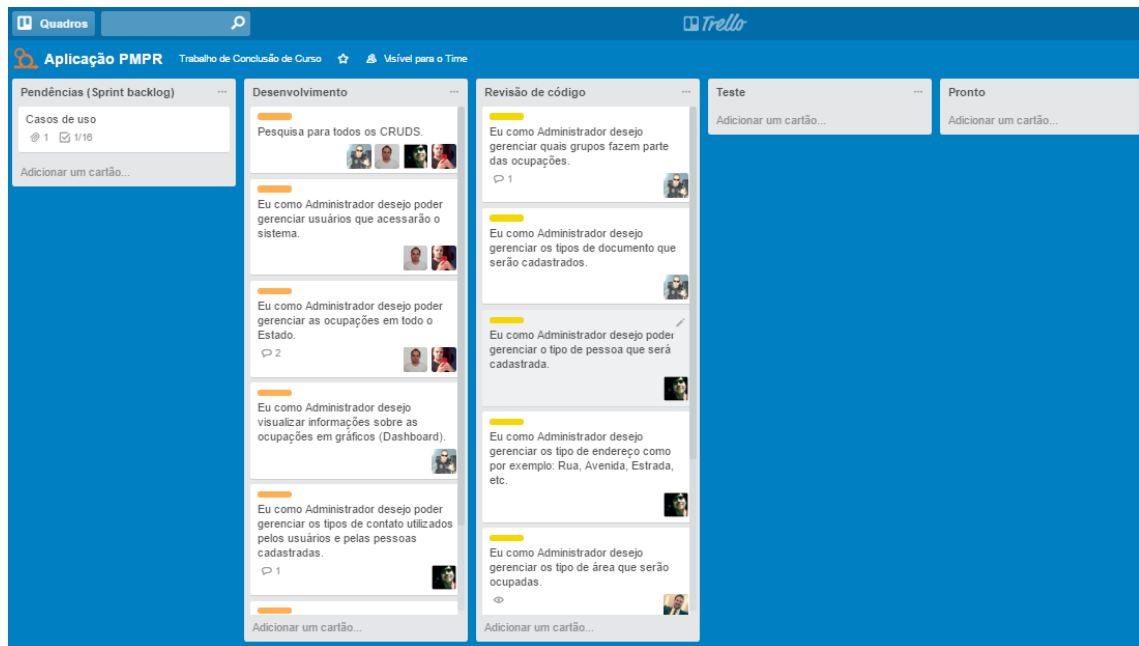 Quadros
Trello
Aplicação PMPR Trabalho de Conclusão de Curso Visível para o Time
Pendências (Sprint backlog)
Casos de uso
1 1/16
Adicionar um cartão...
Desenvolvimento
Pesquisa para todos os CRUDS.
Eu como Administrador desejo poder
gerenciar usuários que acessarão o
sistema.
Eu como Administrador desejo poder
gerenciar as ocupações em todo o
Estado.
2
Eu como Administrador desejo
visualizar informações sobre as
ocupações em gráficos (Dashboard).
Eu como Administrador desejo poder
gerenciar os tipos de contato utilizados
pelos usuários e pelas pessoas
cadastradas.
1
Adicionar um cartão...
Revisão de código
Eu como Administrador desejo
gerenciar quais grupos fazem parte
das ocupações.
1
Eu como Administrador desejo
gerenciar os tipos de documento que
serão cadastrados.
Eu como Administrador desejo poder
gerenciar o tipo de pessoa que será
cadastrada.
Eu como Administrador desejo
gerenciar os tipo de endereço como
por exemplo: Rua, Avenida, Estrada,
etc.
Eu como Administrador desejo
gerenciar os tipo de área que serão
ocupadas.
Adicionar um cartão...
Teste
Adicionar um cartão...
Pronto
Adicionar um cartão...